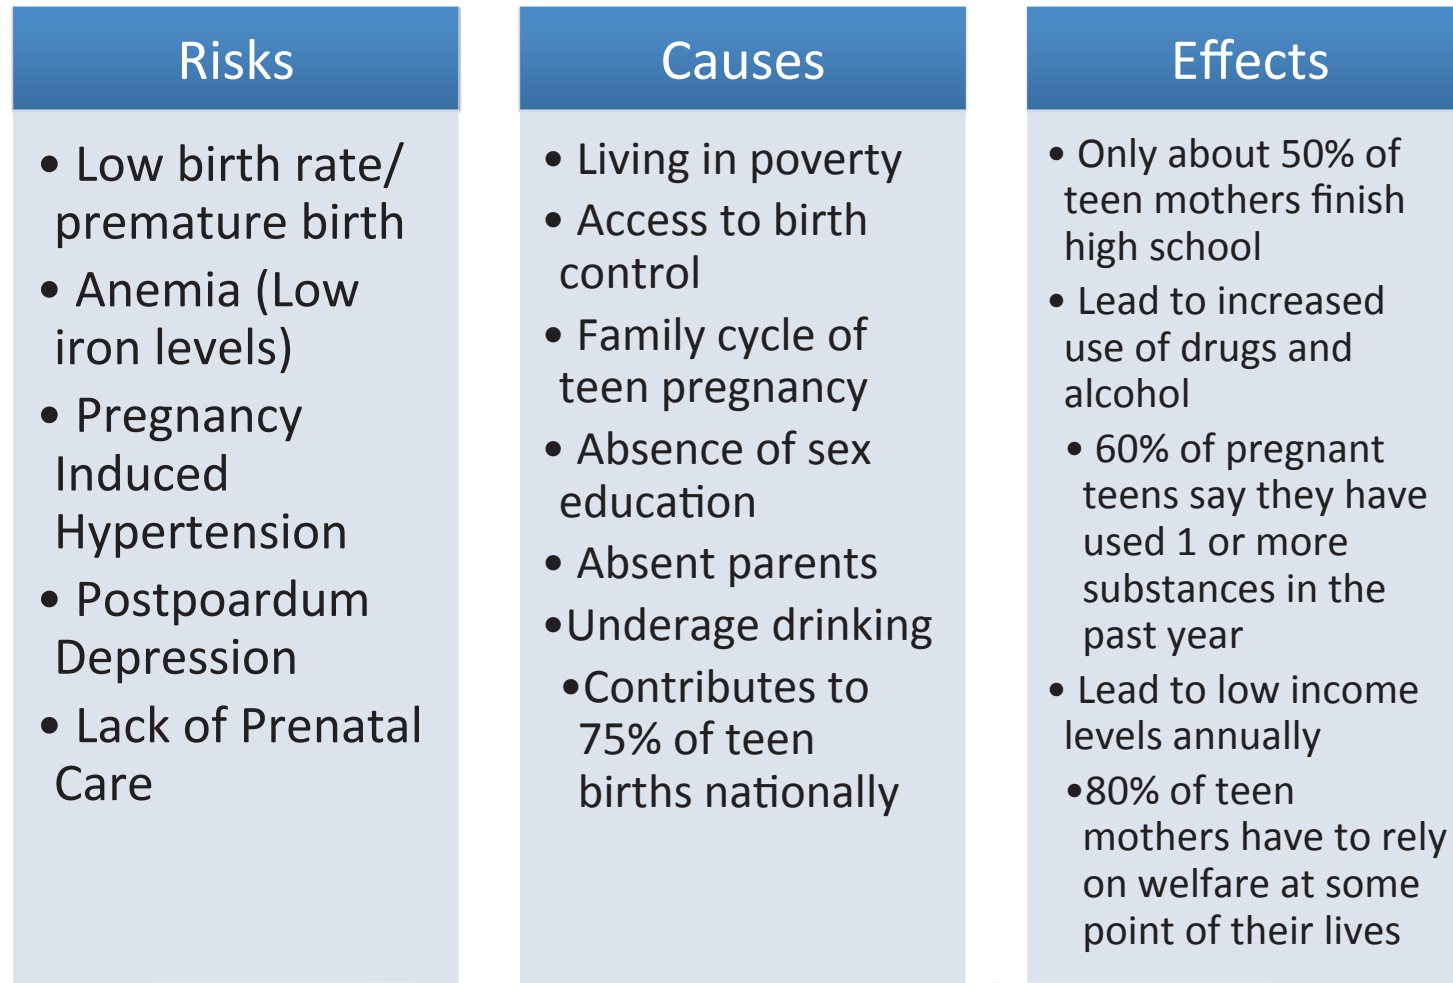 Risks
• Low birth rate/
premature birth
• Anemia (Low
iron levels)
• Pregnancy
Induced
Hypertension
• Postpoardum
Depression
• Lack of Prenatal
Care
Causes
• Living in poverty
• Access to birth
control
• Family cycle of
teen pregnancy
• Absence of sex
education
• Absent parents
•Underage drinking
•Contributes to
75% of teen
births nationally
Effects
• Only about 50% of
teen mothers finish
high school
• Lead to increased
use of drugs and
alcohol
• 60% of pregnant
teens say they have
used 1 or more
substances in the
past year
• Lead to low income
levels annually
•80% of teen
mothers have to rely
on welfare at some
point of their lives